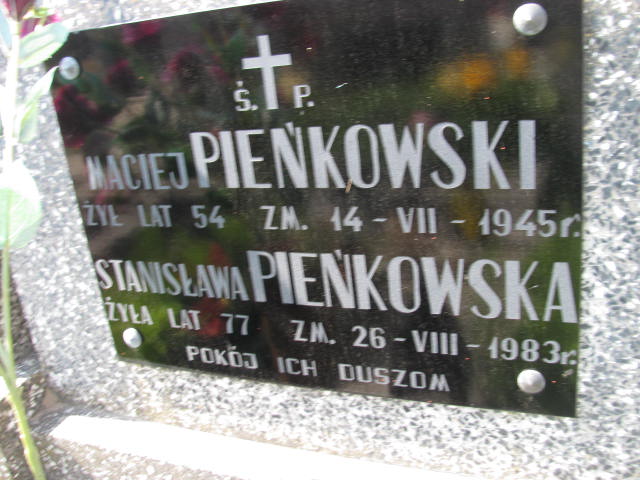 Ś. P.
MACIEJ PIEŃKOWSKI
ŻYŁ LAT 54 ZM. 14-VII-1945r.
STANISŁAWA PIEŃKOWSKA
ŻYŁA LAT 77 ZM. 26-VIII-1983r.
POKÓJ ICH DUSZOM